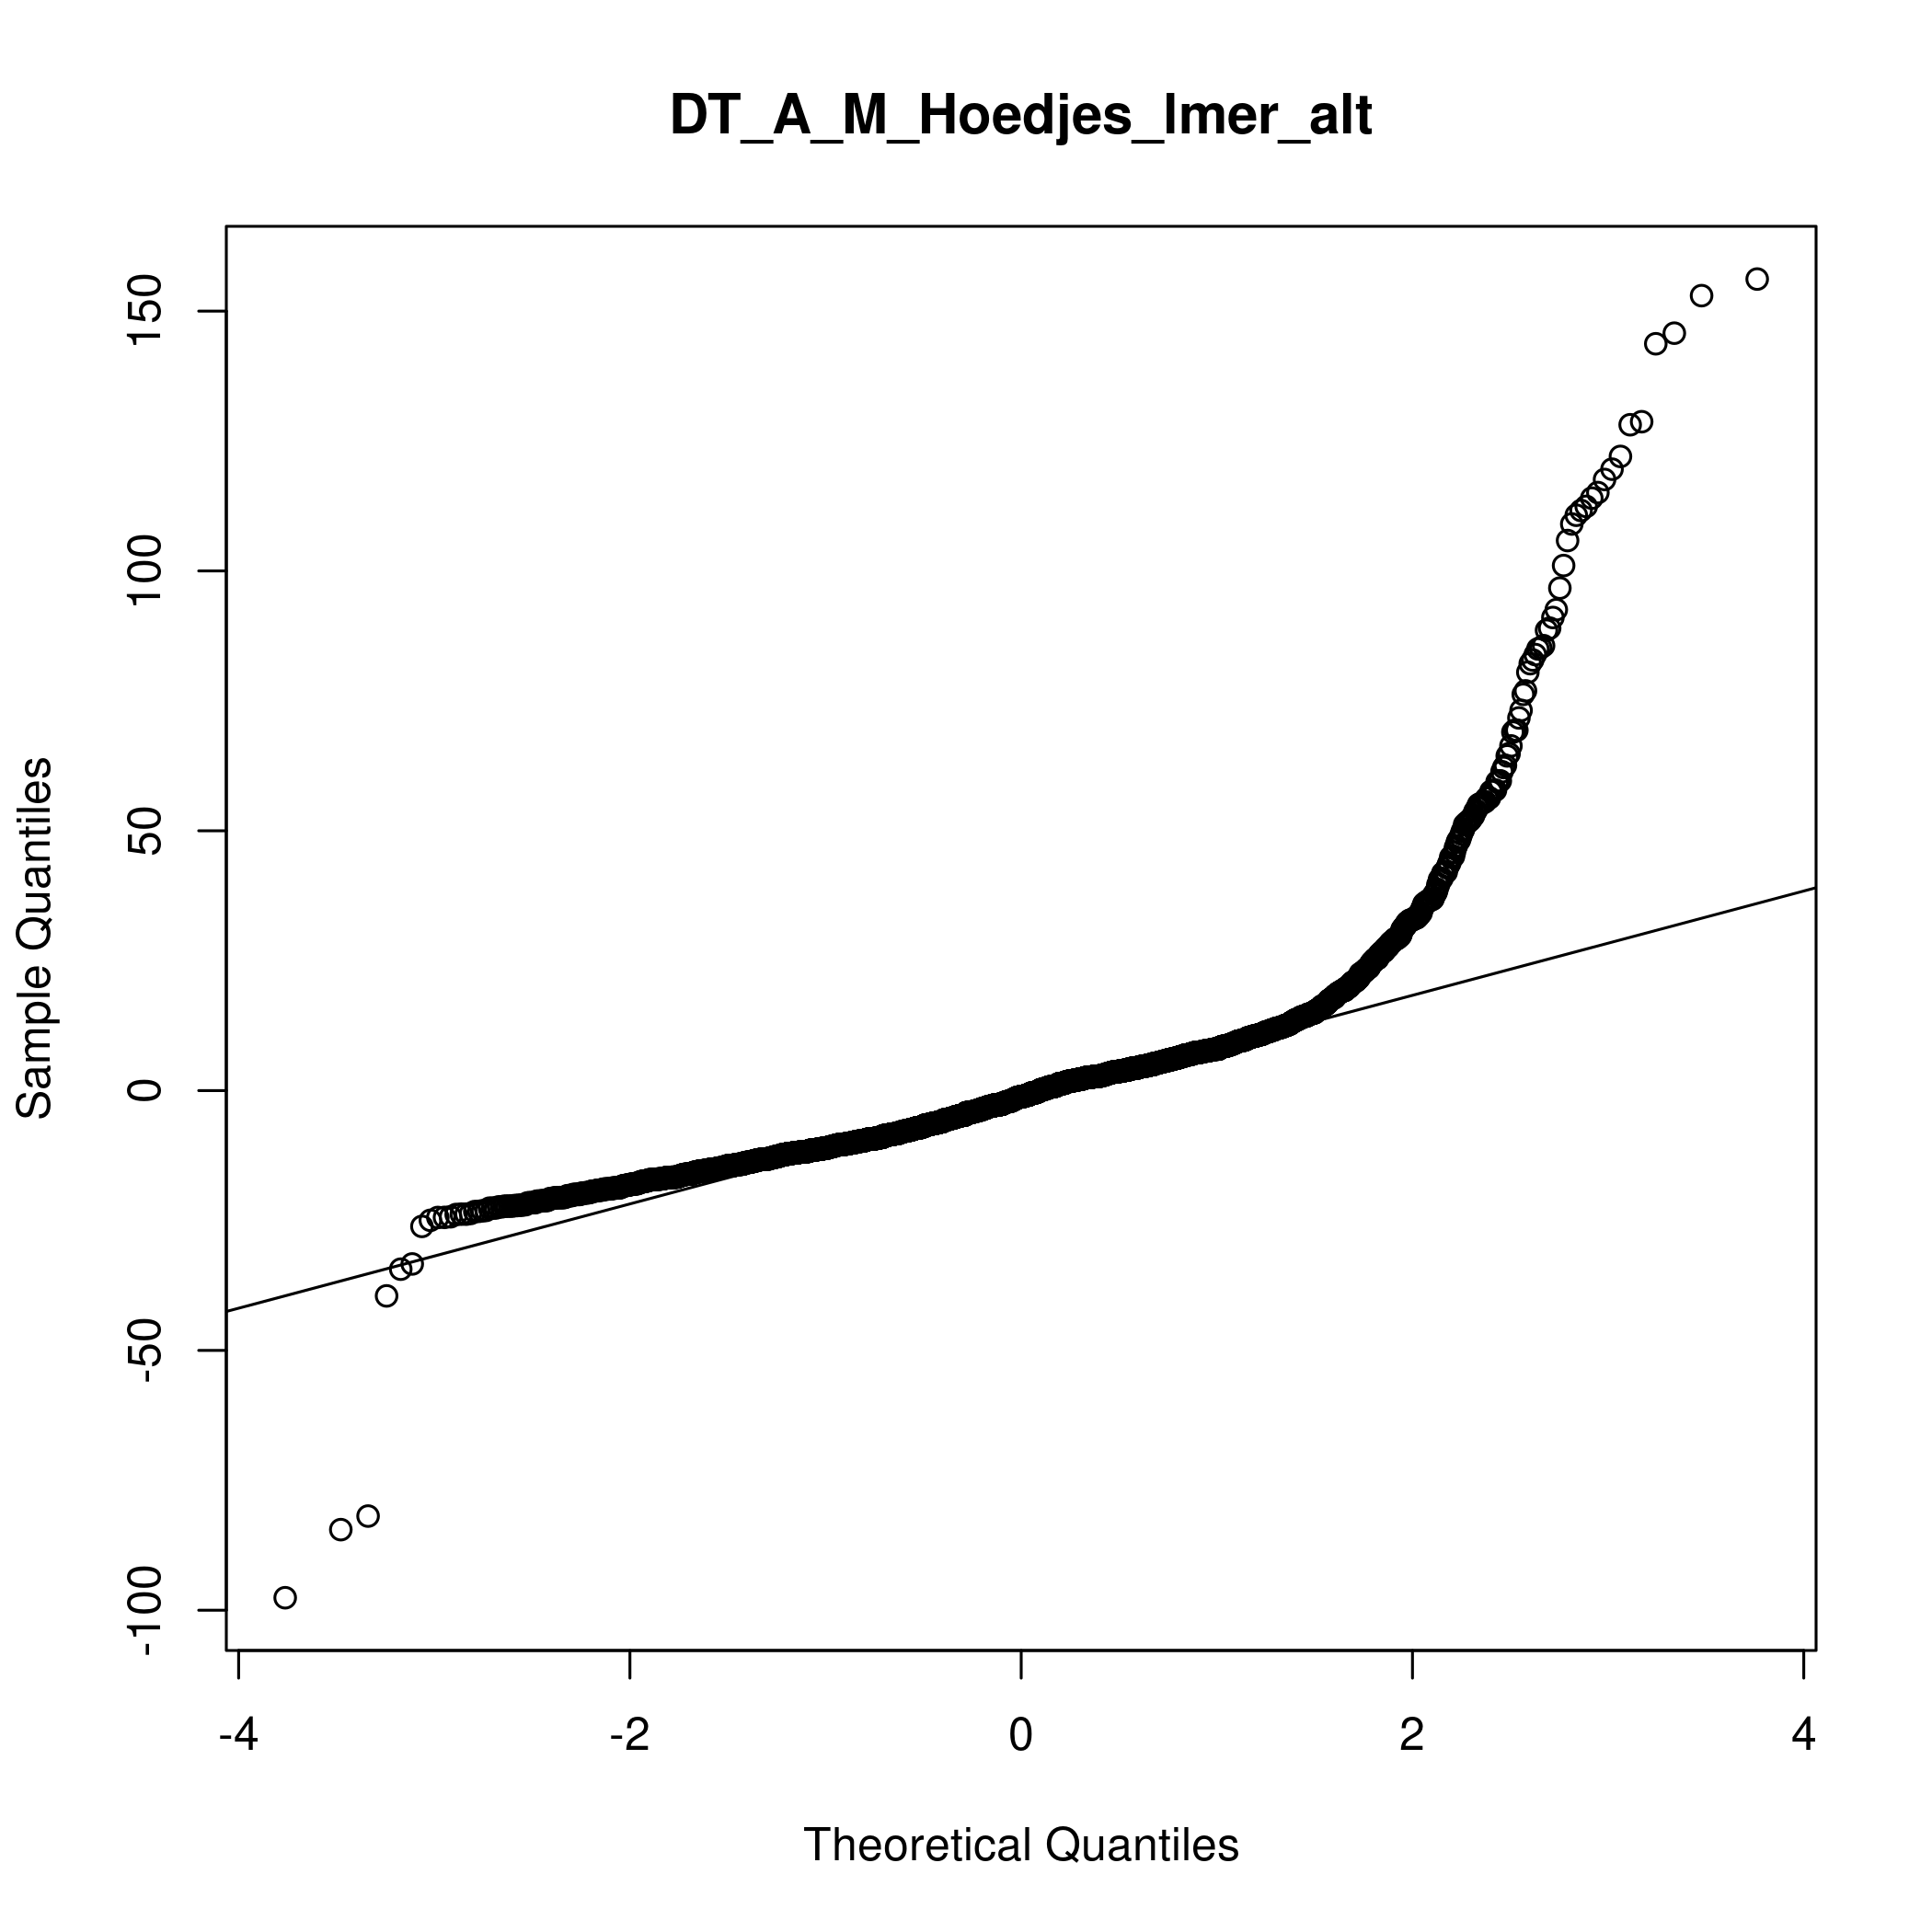 DT_A_M_Hoedjes_lmer_alt
Sample Quantiles
150
100
50
0
-50
-100
-4 -2 0 2 4
Theoretical Quantiles